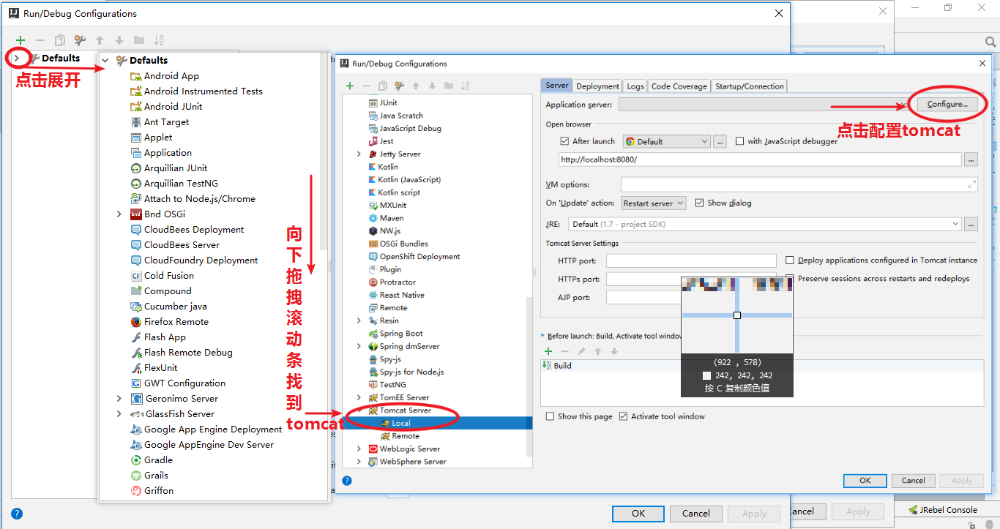 Run/Debug Configurations
Defaults
点击展开
Defaults
Android App
Android Instrumented Tests
Android JUnit
Ant Target
Applet
Application
Arquillian JUnit
Arquillian TestNG
Attach to Node.js/Chrome
Bnd OSGi
CloudBees Deployment
CloudBees Server
CloudFoundry Deployment
Cold Fusion
Compound
Cucumber java
Firefox Remote
Flash App
Flash Remote Debug
FlexUnit
GWT Configuration
Geronimo Server
GlassFish Server
Google App Engine Deployment
Google AppEngine Dev Server
Gradle
Grails
Griffon
向
下
拖
拽
滚
动
条
找
到
tomcat
Run/Debug Configurations
JUnit
Java Scratch
JavaScript Debug
Jest
Jetty Server
Kotlin
Kotlin (JavaScript)
Kotlin script
MXUnit
Maven
NW.js
OSGi Bundles
OpenShift Deployment
Plugin
Protractor
React Native
Remote
Resin
Spring Boot
Spring dmServer
Spy-js
Spy-js for Node.js
TestNG
TomEE Server
Tomcat Server
Local
Remote
WebLogic Server
WebSphere Server
Server Deployment Logs Code Coverage Startup/Connection
Application server: Configure...
点击配置tomcat
Open browser
After launch Default ... with JavaScript debugger
http://localhost:8080/ ...
VM options:
On 'Update' action: Restart server Show dialog
JRE: Default (1.7 - project SDK) ...
Tomcat Server Settings
HTTP port: Deploy applications configured in Tomcat instance
HTTPs port: Preserve sessions across restarts and redeploys
AJP port:
Before launch: Build, Activate tool window
(922 , 578)
242, 242, 242
按 C 复制颜色值
Build
Show this page Activate tool window
OK Cancel Apply
OK Cancel Apply
Cancel Apply
JRebel Console